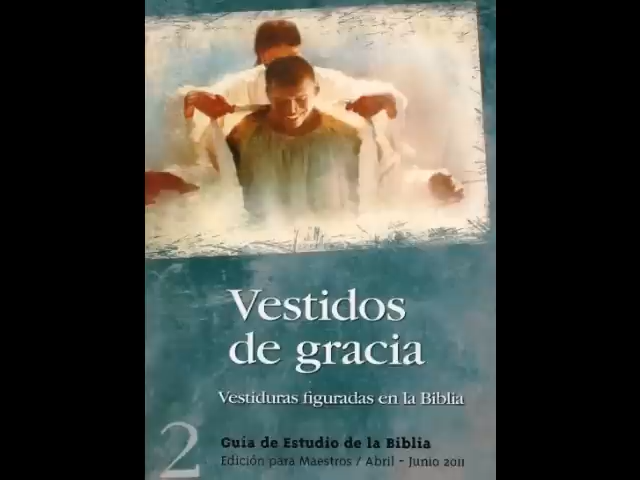 Vestidos
de gracia
Vestiduras figuradas en la Biblia
2
Guía de Estudio de la Biblia
Edición para Maestros / Abril - Junio 2011